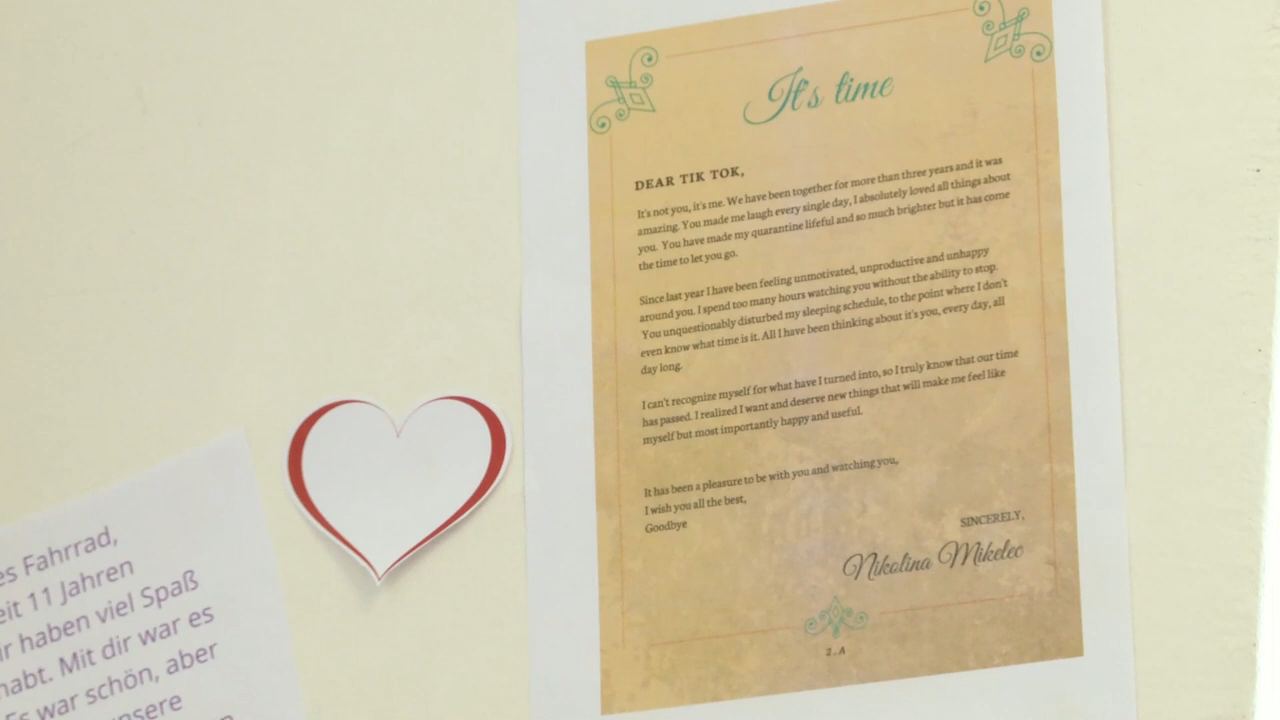 It's time
DEAR TIK TOK,
It's not you, it's me. We have been together for more than three years and it was
amazing. You made me laugh every single day, I absolutely loved all things about
you. You have made my quarantine lifeful and so much brighter but it has come
the time to let you go.
Since last year I have been feeling unmotivated, unproductive and unhappy
around you. I spend too many hours watching you without the ability to stop.
You unquestionably disturbed my sleeping schedule, to the point where I don't
even know what time is it. All I have been thinking about it's you, every day, all
day long.
I can't recognize myself for what have I turned into, so I truly know that our time
has passed. I realized I want and deserve new things that will make me feel like
myself but most importantly happy and useful.
It has been a pleasure to be with you and watching you,
I wish you all the best,
Goodbye
SINCERELY,
Nikolina Mikelec
2.A
Fahrrad,
11 Jahren
haben viel Spaß
Mit dir war es
war schön, aber